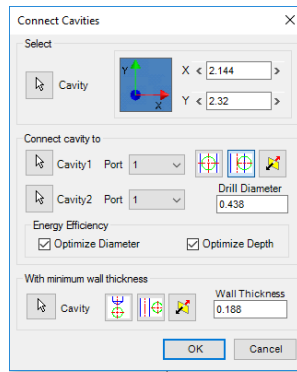 Connect Cavities
Select
Cavity
Y
X
X < 2.144 >
Y < 2.32 >
Connect cavity to
Cavity1 Port 1
Cavity2 Port 1
Drill Diameter
0.438
Energy Efficiency
Optimize Diameter
Optimize Depth
With minimum wall thickness
Cavity
Wall Thickness
0.188
OK
Cancel